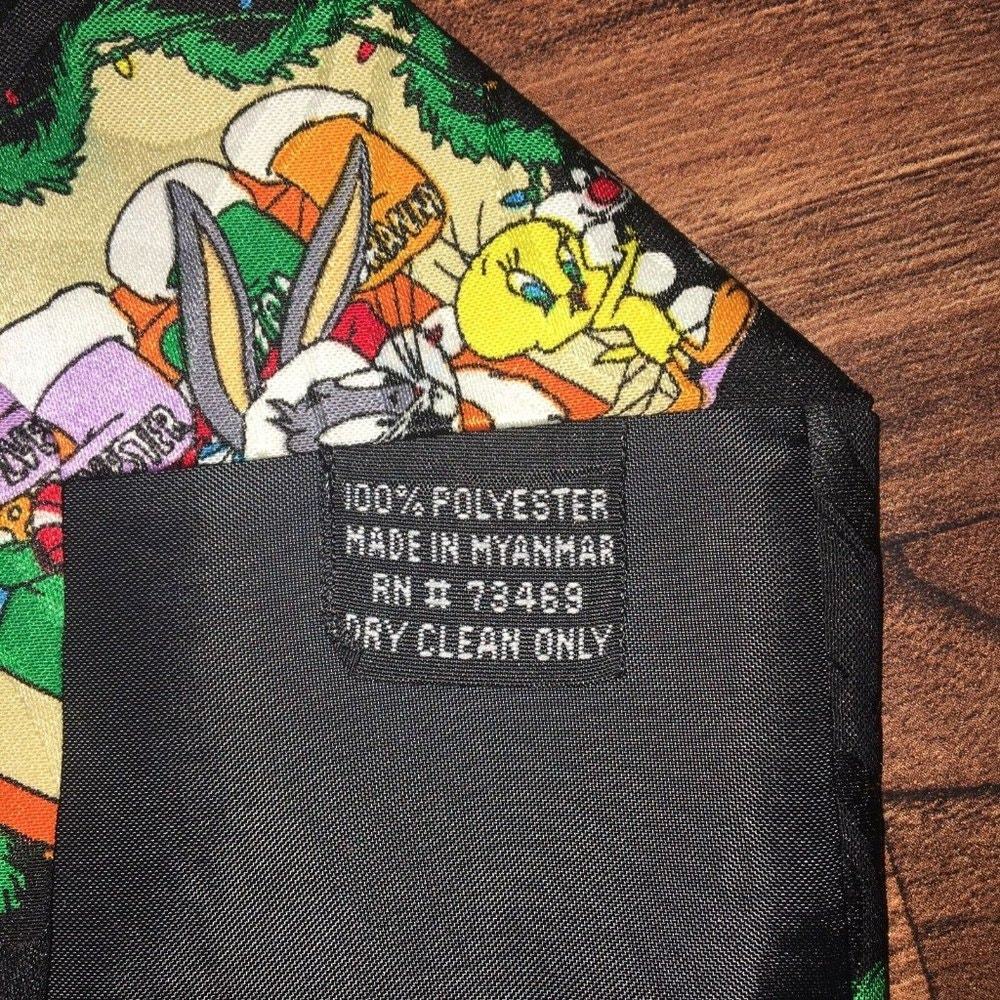 100% POLYESTER
MADE IN MYANMAR
RN # 73469
DRY CLEAN ONLY